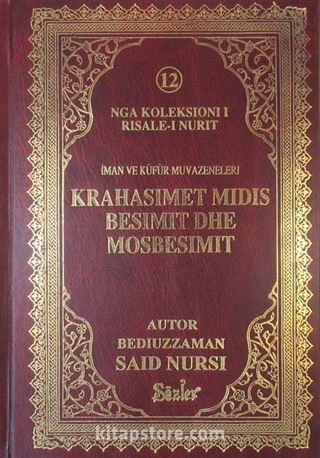 12
NGA KOLEKSIONI I
RISALE-I NURIT
İMAN VE KÜFÜR MUVAZENELERİ
KRAHASIMET MIDIS
BESIMIT DHE
MOSBESIMIT
AUTOR
BEDIUZZAMAN
SAID NURSI
Sözler
kitapstore.com